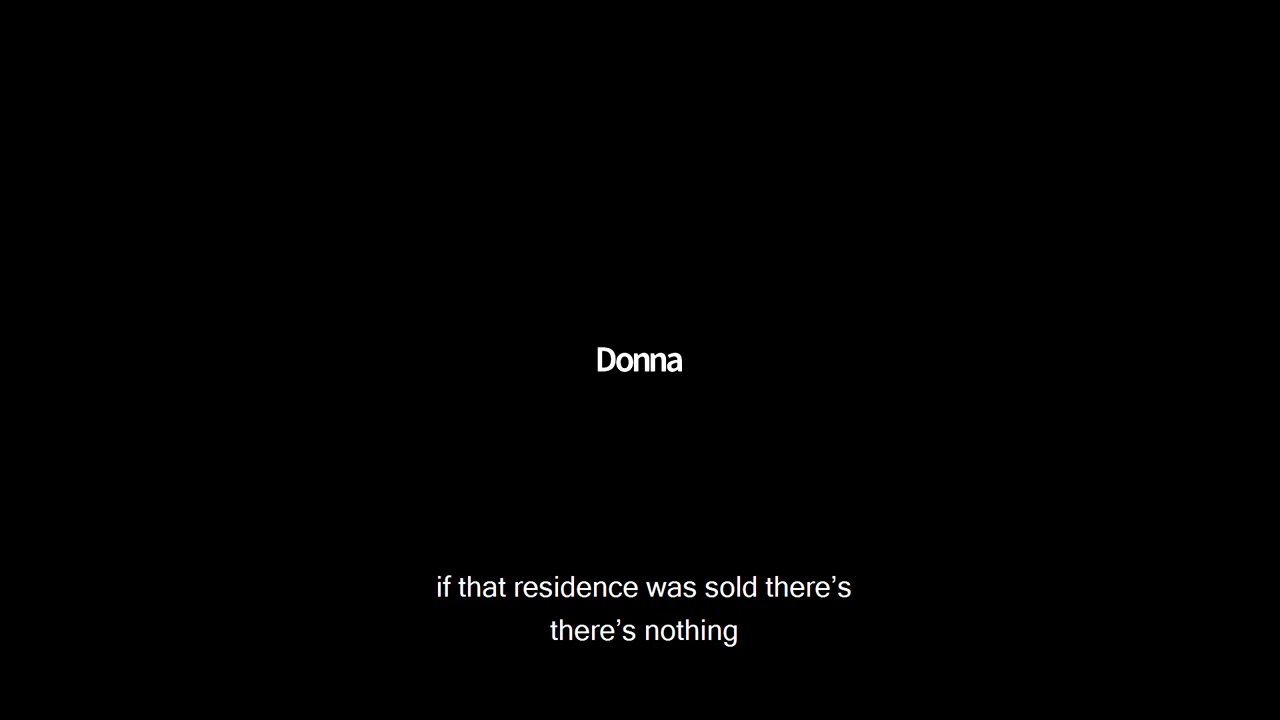 Donna
if that residence was sold there’s
there’s nothing